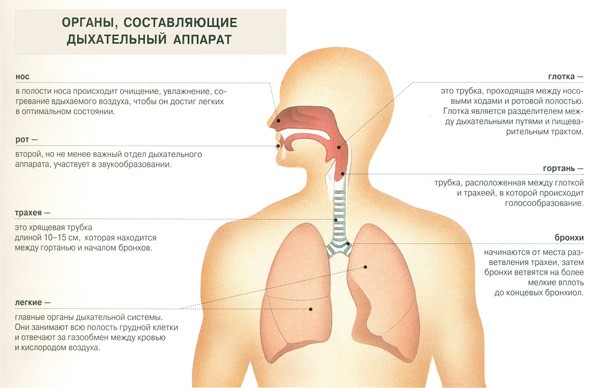 ОРГАНЫ, СОСТАВЛЯЮЩИЕ
ДЫХАТЕЛЬНЫЙ АППАРАТ
нос
в полости носа происходит очищение, увлажнение, со-
гревание вдыхаемого воздуха, чтобы он достиг легких
в оптимальном состоянии.
рот —
второй, но не менее важный отдел дыхательного
аппарата, участвует в звукообразовании.
трахея —
это хрящевая трубка
длиной 10–15 см, которая находится
между гортанью и началом бронхов.
легкие —
главные органы дыхательной системы.
Они занимают всю полость грудной клетки
и отвечают за газообмен между кровью
и кислородом воздуха.
глотка —
это трубка, проходящая между носо-
выми ходами и ротовой полостью.
Глотка является разделителем меж-
ду дыхательными путями и пищева-
рительным трактом.
гортань —
трубка, расположенная между глоткой
и трахеей, в которой происходит
голосообразование.
бронхи
начинаются от места раз-
ветвления трахеи, затем
бронхи ветвятся на более
мелкие вплоть
до концевых бронхиол.